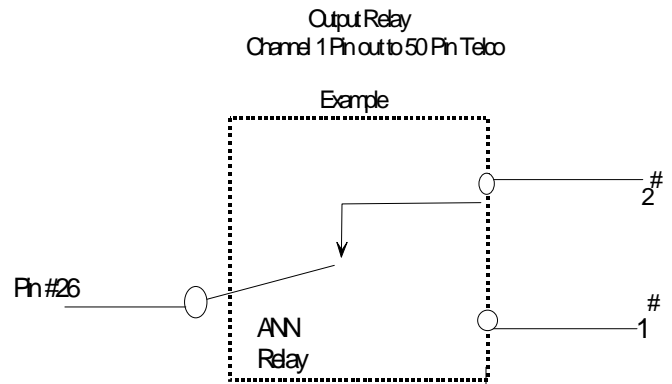 Output Relay
Channel 1 Pin out to 50 Pin Telco
Example
#
2
Pin #26
#
1
ANN
Relay